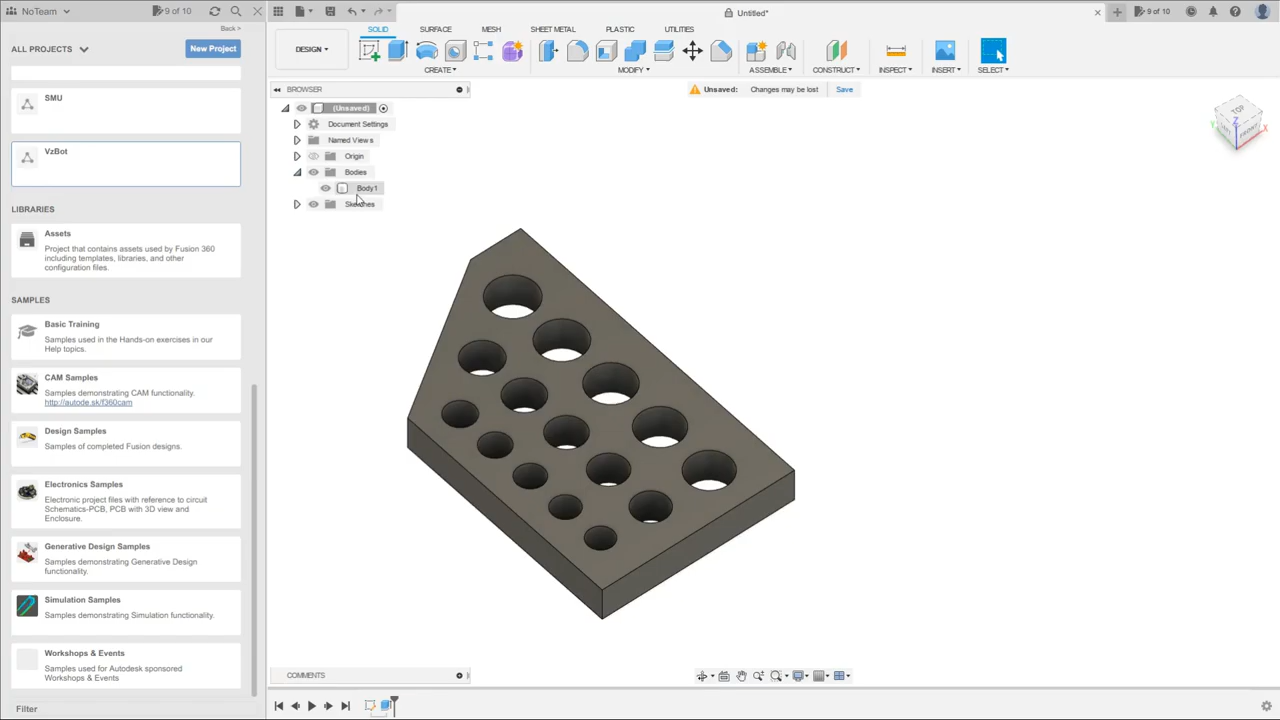 NoTeam
9 of 10
Untitled*
9 of 10
Back >
ALL PROJECTS
New Project
SMU
VzBot
LIBRARIES
Assets
Project that contains assets used by Fusion 360
including templates, libraries, and other
configuration files.
SAMPLES
Basic Training
Samples used in the Hands-on exercises in our
Help topics.
CAM Samples
Samples demonstrating CAM functionality.
http://autode.sk/f360cam
Design Samples
Samples of completed Fusion designs.
Electronics Samples
Electronic project files with reference to circuit
Schematics-PCB, PCB with 3D view and
Enclosure.
Generative Design Samples
Samples demonstrating Generative Design
functionality.
Simulation Samples
Samples demonstrating Simulation functionality.
Workshops & Events
Samples used for Autodesk sponsored
Workshops & Events
Filter
SOLID
SURFACE
MESH
SHEET METAL
PLASTIC
UTILITIES
DESIGN
CREATE
MODIFY
ASSEMBLE
CONSTRUCT
INSPECT
INSERT
SELECT
BROWSER
Unsaved:
Changes may be lost
Save
(Unsaved)
Document Settings
Named Views
Origin
Bodies
Body1
Sketches
TOP
FRONT
Z
X
Y
COMMENTS